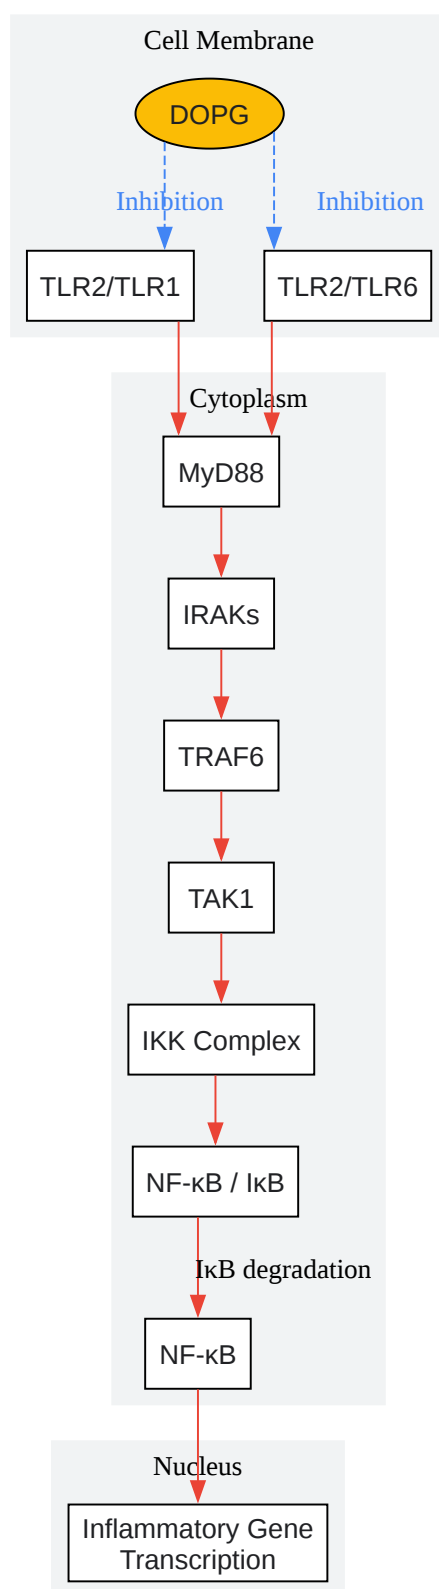 Cell Membrane
DOPG
Inhibition
Inhibition
TLR2/TLR1
TLR2/TLR6
Cytoplasm
MyD88
IRAKs
TRAF6
TAK1
IKK Complex
NF-κB / IκB
IκB degradation
NF-κB
Nucleus
Inflammatory Gene
Transcription